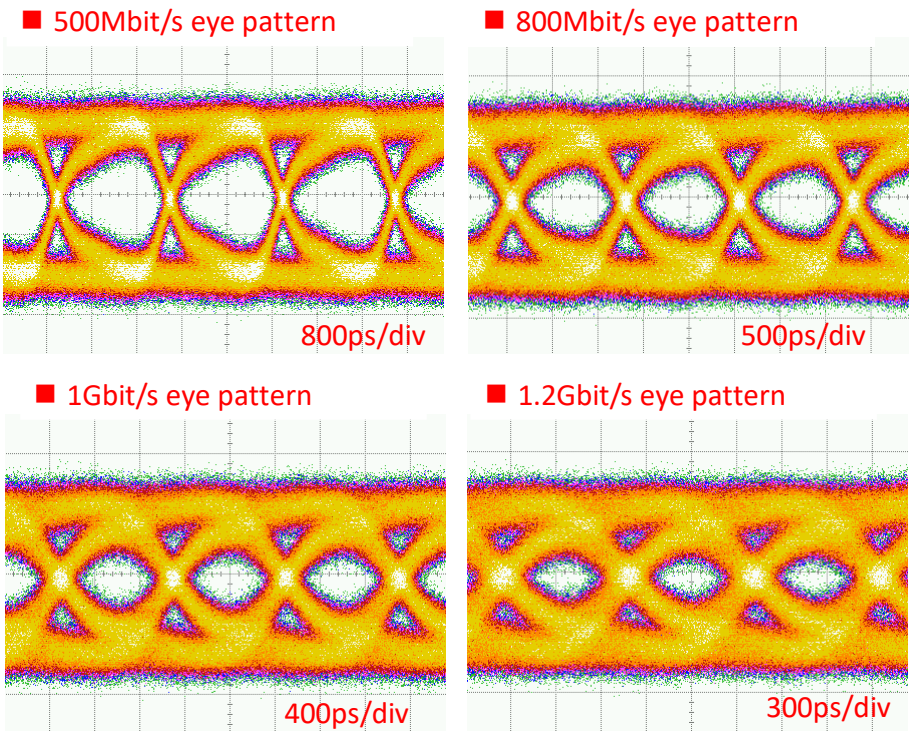 ■ 500Mbit/s eye pattern
■ 800Mbit/s eye pattern
800ps/div
500ps/div
■ 1Gbit/s eye pattern
■ 1.2Gbit/s eye pattern
400ps/div
300ps/div